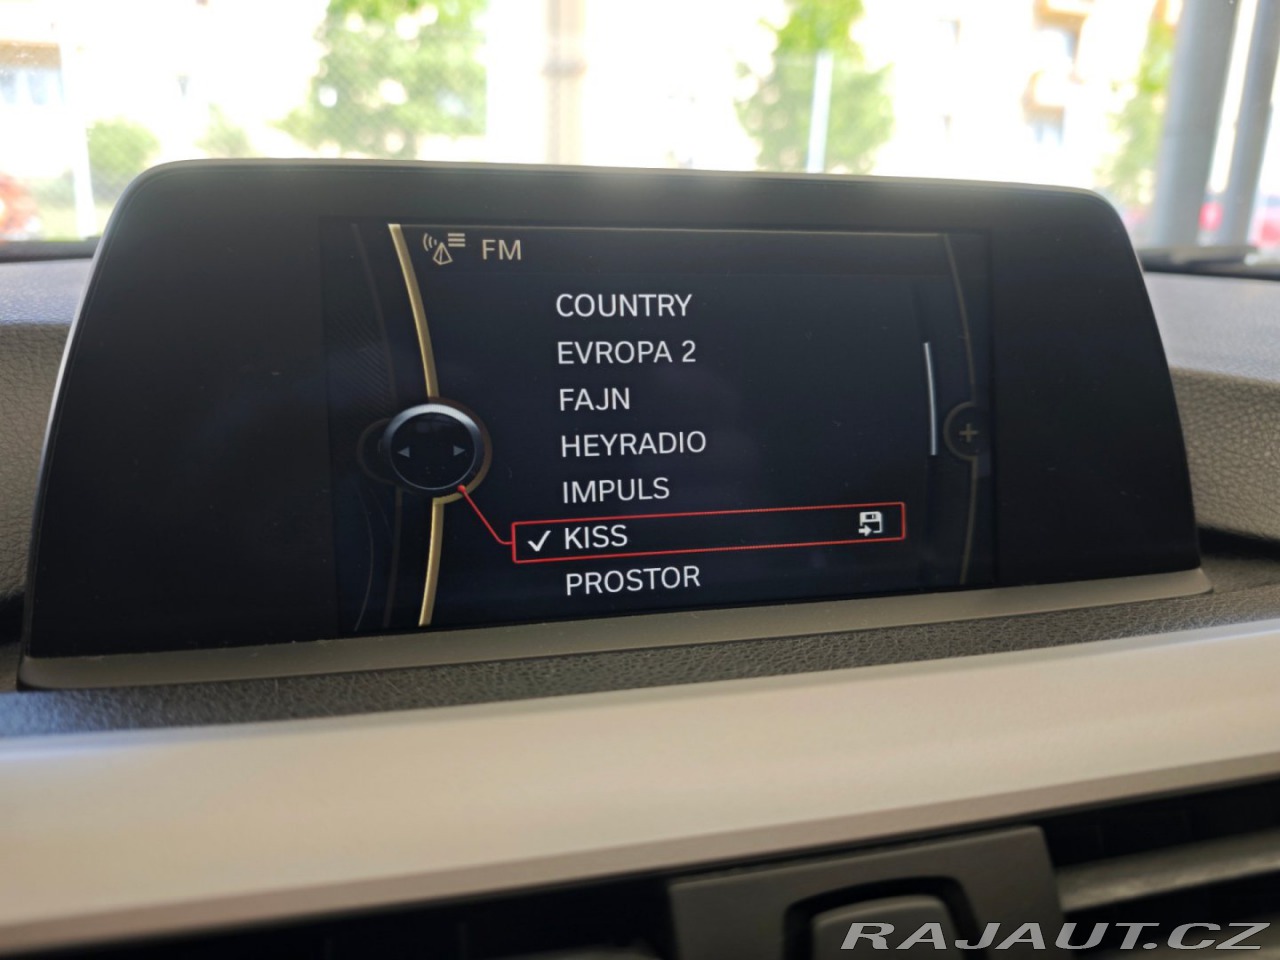 FM
COUNTRY
EVROPA 2
FAJN
HEYRADIO
IMPULS
KISS
PROSTOR
RAJAUT.CZ